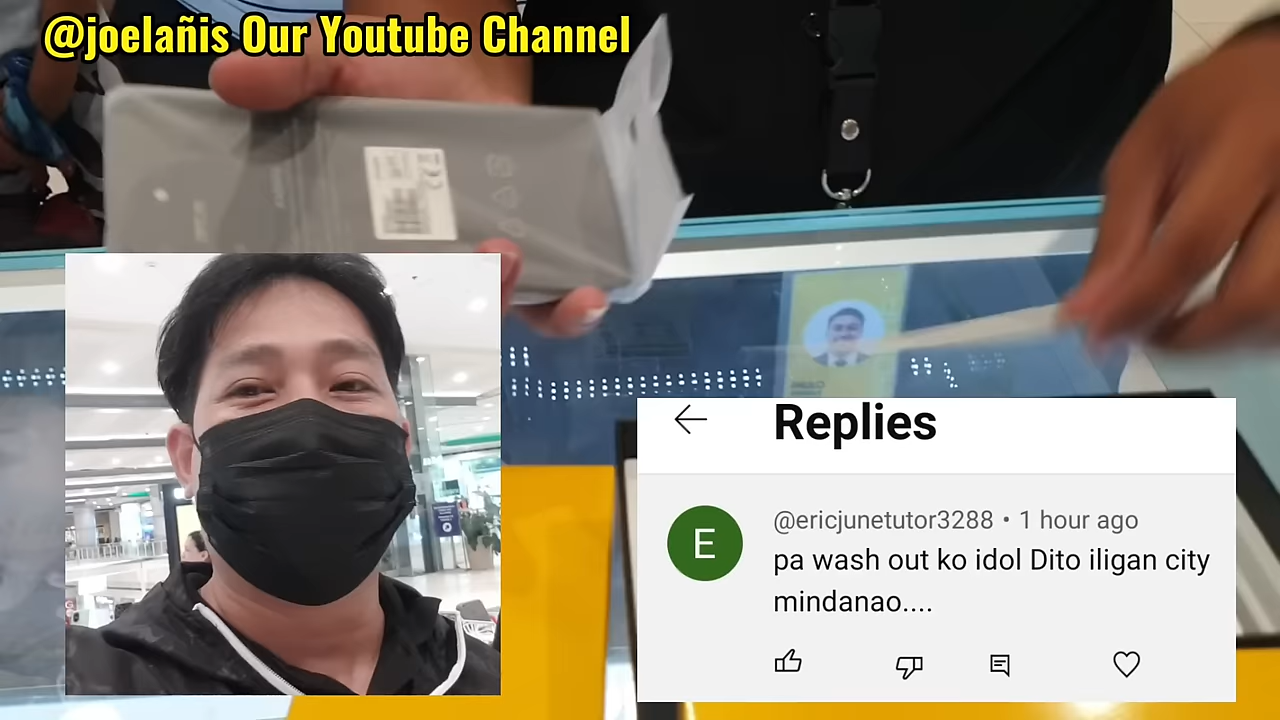 @joelañis Our Youtube Channel
Replies
E
@ericjunetutor3288 • 1 hour ago
pa wash out ko idol Dito iligan city
mindanao....